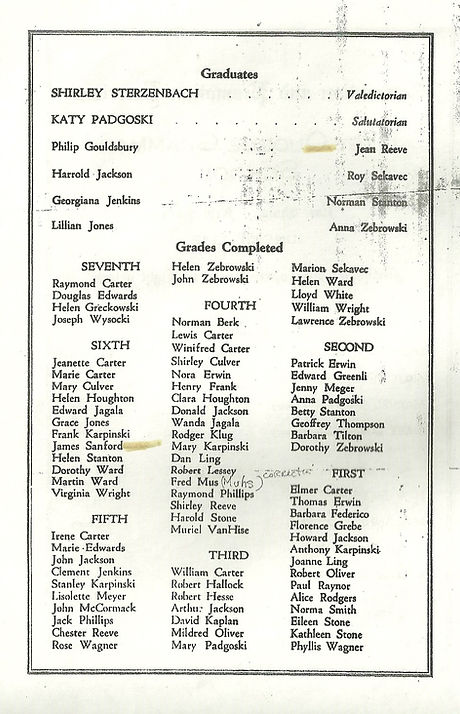 Graduates
SHIRLEY STERZENBACH . . . . . . Valedictorian
KATY PADGOSKI . . . . . . . . Salutatorian
Philip Gouldsbury Jean Reeve
Harrold Jackson Roy Sekavec
Georgiana Jenkins Norman Stanton
Lillian Jones Anna Zebrowski
Grades Completed
SEVENTH
Raymond Carter
Douglas Edwards
Helen Greckowski
Joseph Wysocki
SIXTH
Jeanette Carter
Marie Carter
Mary Culver
Helen Houghton
Edward Jagala
Grace Jones
Frank Karpinski
James Sanford
Helen Stanton
Dorothy Ward
Martin Ward
Virginia Wright
FIFTH
Irene Carter
Marie Edwards
John Jackson
Clement Jenkins
Stanley Karpinski
Lisolette Meyer
John McCormack
Jack Phillips
Chester Reeve
Rose Wagner
Helen Zebrowski
John Zebrowski
FOURTH
Norman Berk
Lewis Carter
Winifred Carter
Shirley Culver
Nora Erwin
Henry Frank
Clara Houghton
Donald Jackson
Wanda Jagala
Rodger Klug
Mary Karpinski
Dan Ling
Robert Lessey
Fred Mus (Muhs)
Raymond Phillips
Shirley Reeve
Harold Stone
Muriel VanHise
THIRD
William Carter
Robert Hallock
Robert Hesse
Arthur Jackson
David Kaplan
Mildred Oliver
Mary Padgoski
Marion Sekavec
Helen Ward
Lloyd White
William Wright
Lawrence Zebrowski
SECOND
Patrick Erwin
Edward Greenli
Jenny Meger
Anna Padgoski
Betty Stanton
Geoffrey Thompson
Barbara Tilton
Dorothy Zebrowski
FIRST
Elmer Carter
Thomas Erwin
Barbara Federico
Florence Grebe
Howard Jackson
Anthony Karpinski
Joanne Ling
Robert Oliver
Paul Raynor
Alice Rodgers
Norma Smith
Eileen Stone
Kathleen Stone
Phyllis Wagner